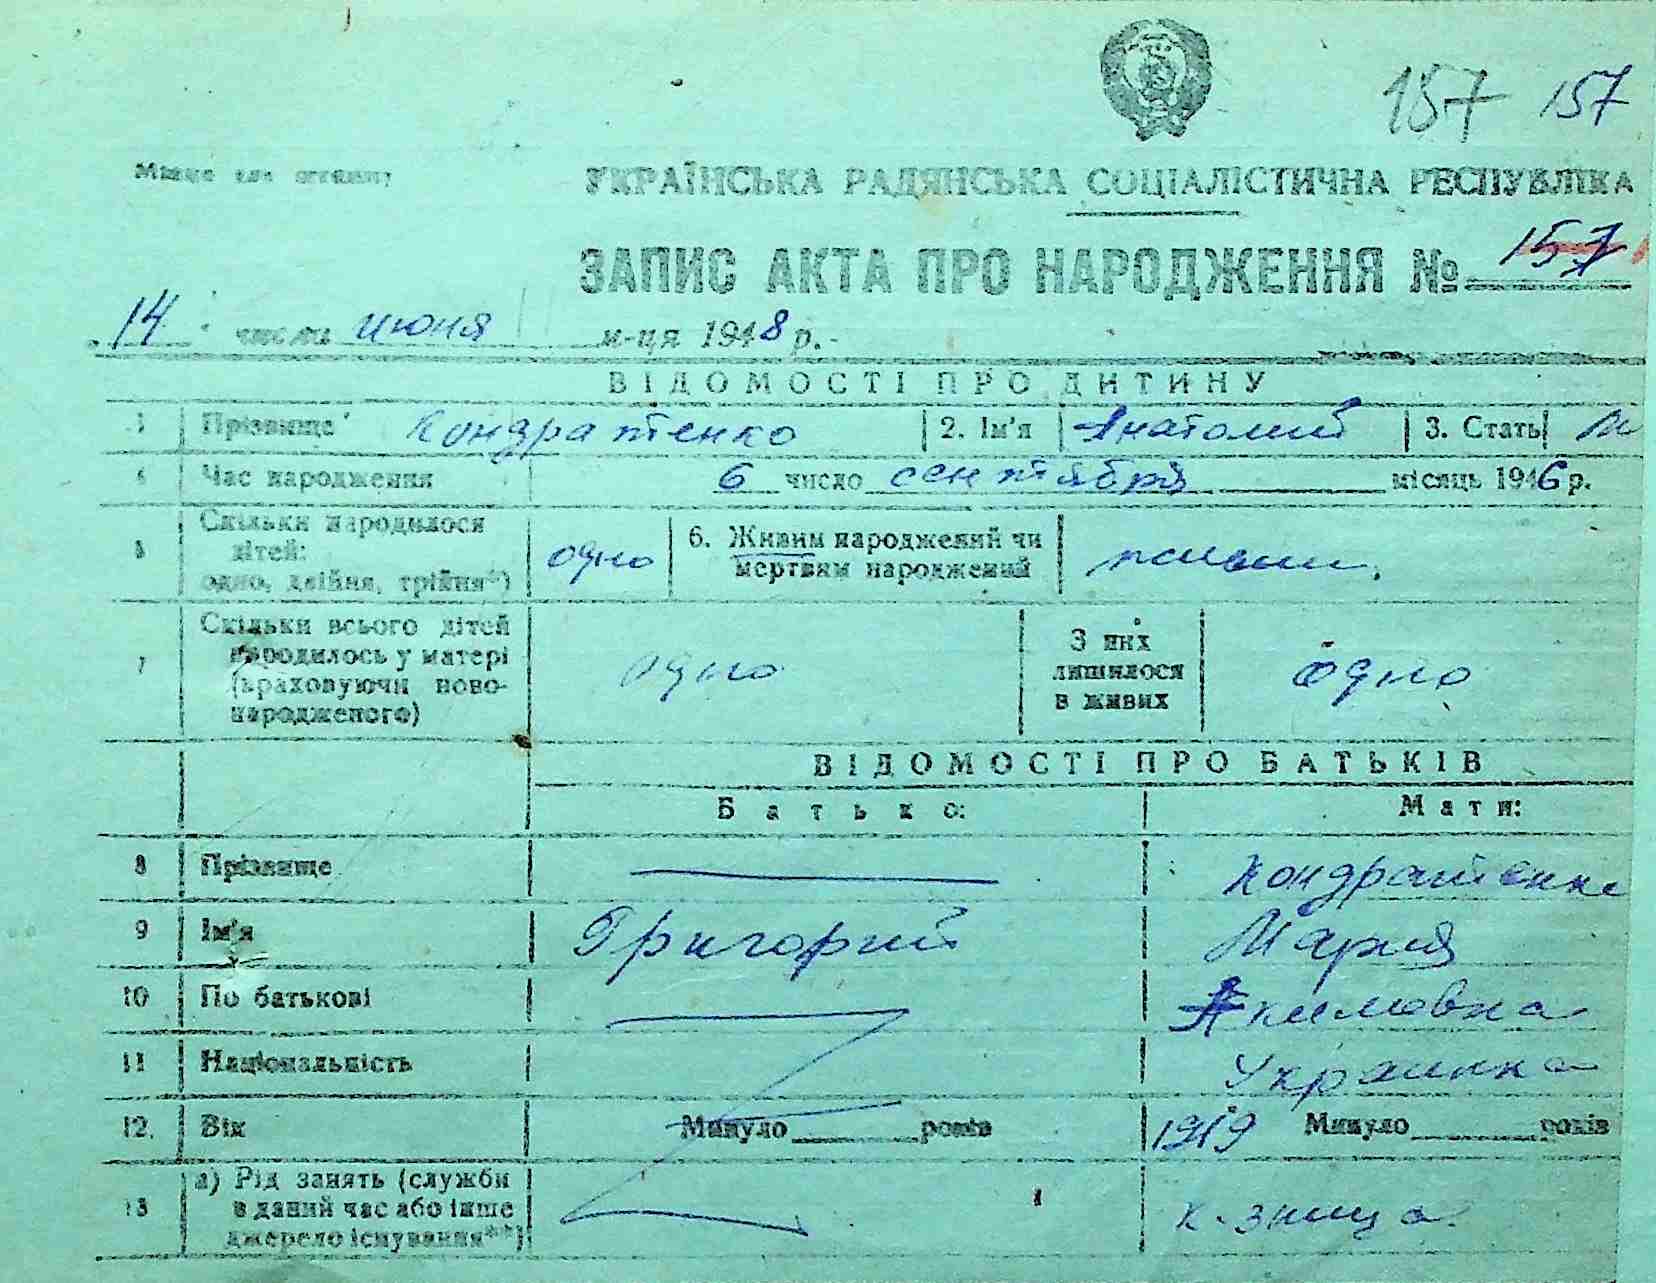 157 157
Місце для штампу
УКРАЇНСЬКА РАДЯНСЬКА СОЦІАЛІСТИЧНА РЕСПУБЛІКА
ЗАПИС АКТА ПРО НАРОДЖЕННЯ № 157
14 числа июня м-ця 1948 р.
ВІДОМОСТІ ПРО ДИТИНУ
1 Прізвище Кондратенко 2. Ім'я Анатолий 3. Стать М
4 Час народження 6 число сентября місяць 1946 р.
5 Скільки народилося дітей: одно, двійня, трійня*) одно 6. Живим народжений чи мертвим народжений живым.
7 Скільки всього дітей народилось у матері (враховуючи новонародженого) одно З них лишилося в живих одно
ВІДОМОСТІ ПРО БАТЬКІВ
Батько: Мати:
8 Прізвище Кондратенко
9 Ім'я Григорий Мария
10 По батькові Акимовна
11 Національність Украинка
12. Вік Минуло років 1919 Минуло років
13 а) Рід занять (служби в даний час або інше джерело існування**) к-зница